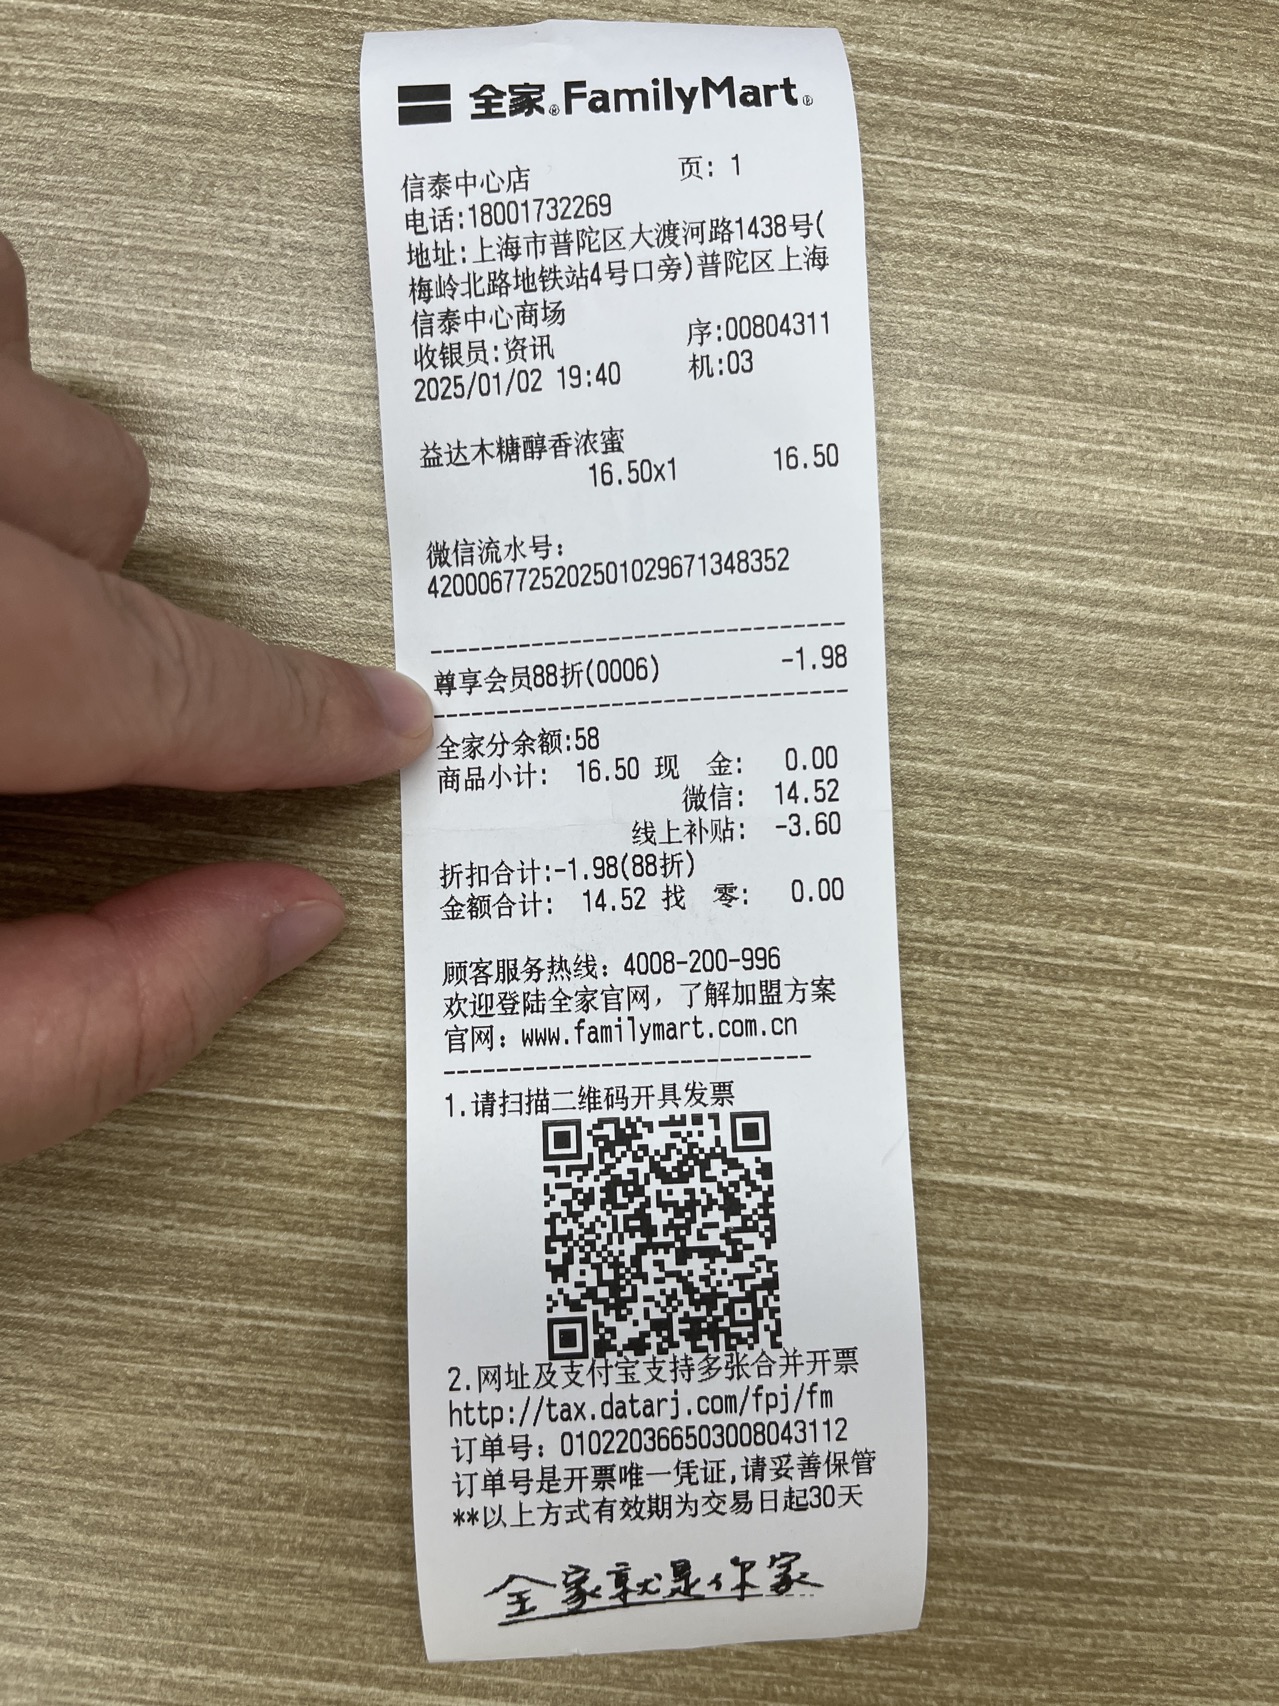 全家®FamilyMart®
信泰中心店 页: 1
电话:18001732269
地址:上海市普陀区大渡河路1438号(
梅岭北路地铁站4号口旁)普陀区上海
信泰中心商场
收银员:资讯 序:00804311
2025/01/02 19:40 机:03
益达木糖醇香浓蜜
16.50x1 16.50
微信流水号:
4200067725202501029671348352
尊享会员88折(0006) -1.98
全家分余额:58
商品小计: 16.50 现 金: 0.00
微信: 14.52
线上补贴: -3.60
折扣合计:-1.98(88折)
金额合计: 14.52 找 零: 0.00
顾客服务热线: 4008-200-996
欢迎登陆全家官网, 了解加盟方案
官网: www.familymart.com.cn
1.请扫描二维码开具发票
2.网址及支付宝支持多张合并开票
http://tax.datarj.com/fpj/fm
订单号: 010220366503008043112
订单号是开票唯一凭证,请妥善保管
**以上方式有效期为交易日起30天
全家就是你家